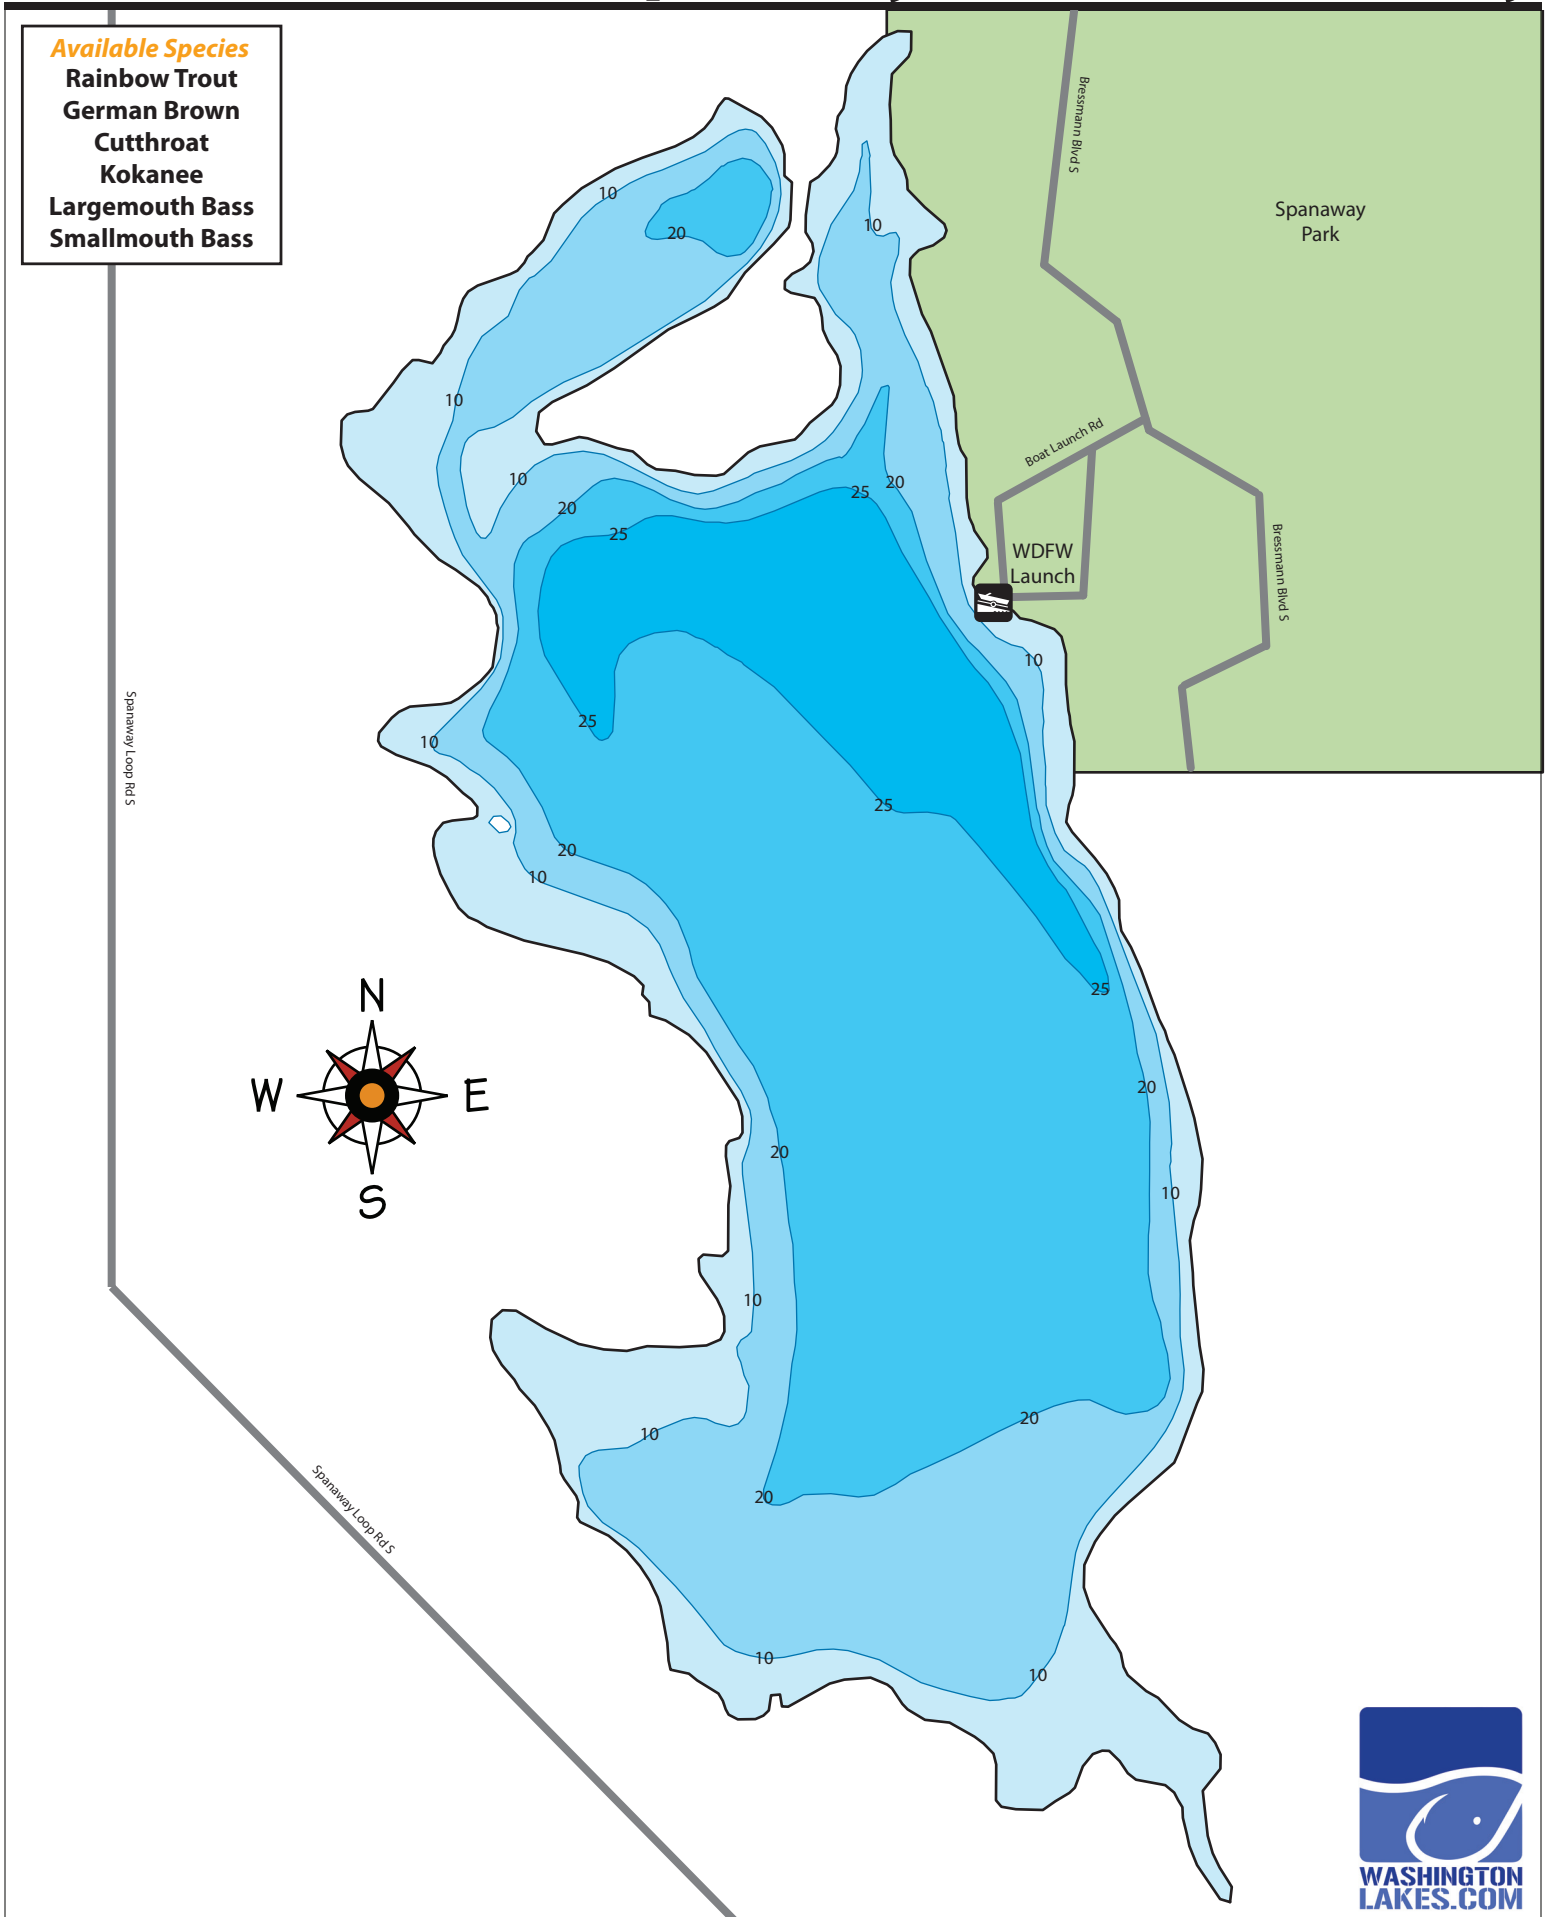 Available Species
Rainbow Trout
German Brown
Cutthroat
Kokanee
Largemouth Bass
Smallmouth Bass
Bressmann Blvd S
Spanaway
Park
10
20
10
10
Boat Launch Rd
10
20
25
25
20
WDFW
Launch
Bressmann Blvd S
10
25
10
Spanaway Loop Rd S
25
20
10
25
N
W
E
S
20
20
10
10
20
10
20
Spanaway Loop Rd S
10
10
WASHINGTON
LAKES.COM